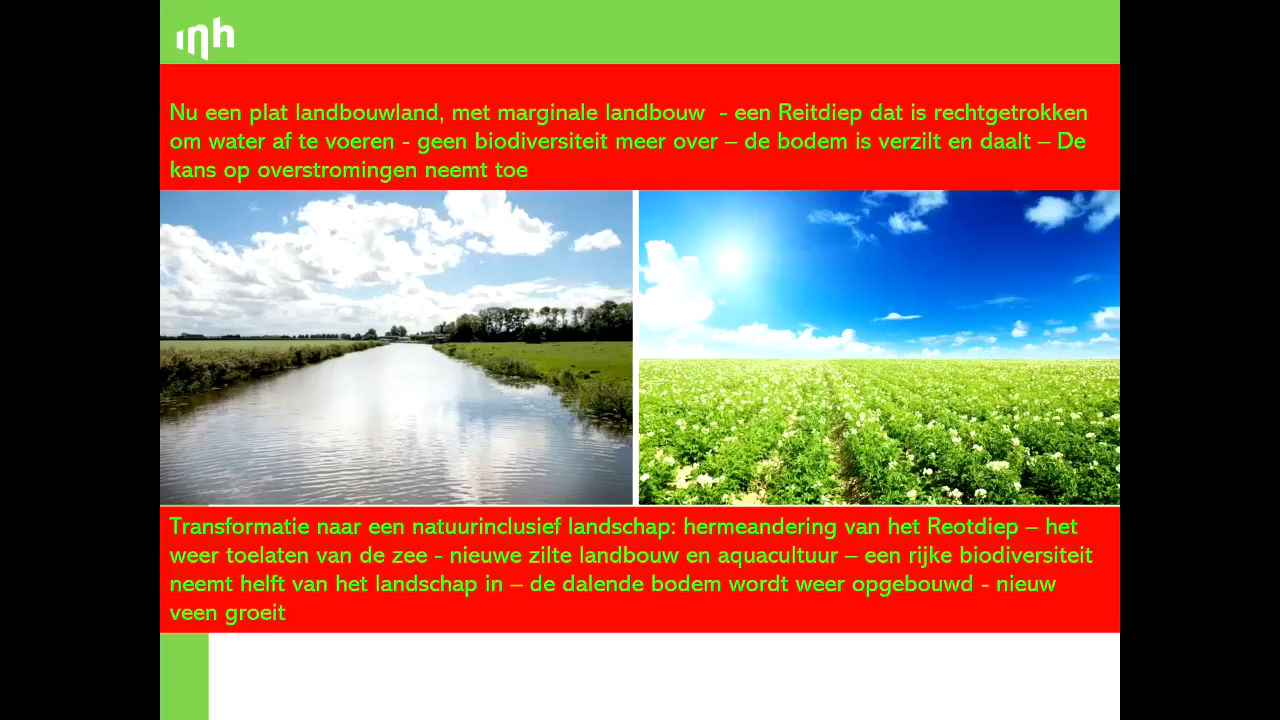 inh
Nu een plat landbouwland, met marginale landbouw - een Reitdiep dat is rechtgetrokken
om water af te voeren - geen biodiversiteit meer over – de bodem is verzilt en daalt – De
kans op overstromingen neemt toe
Transformatie naar een natuurinclusief landschap: hermeandering van het Reotdiep – het
weer toelaten van de zee - nieuwe zilte landbouw en aquacultuur – een rijke biodiversiteit
neemt helft van het landschap in – de dalende bodem wordt weer opgebouwd - nieuw
veen groeit